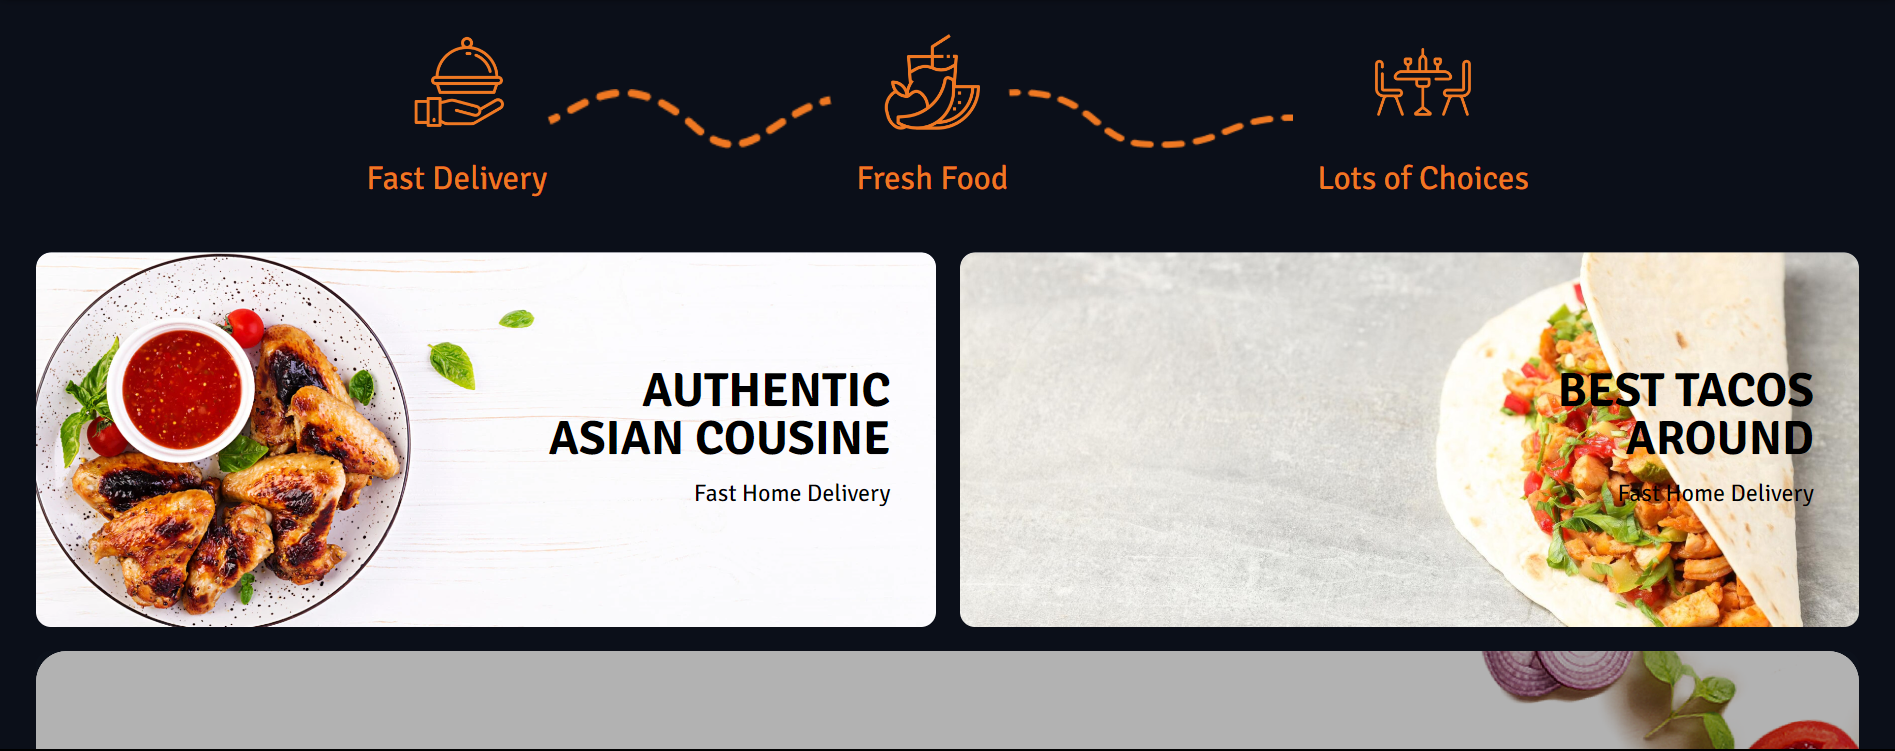 Fast Delivery
Fresh Food
Lots of Choices
AUTHENTIC
ASIAN COUSINE
Fast Home Delivery
BEST TACOS
AROUND
Fast Home Delivery